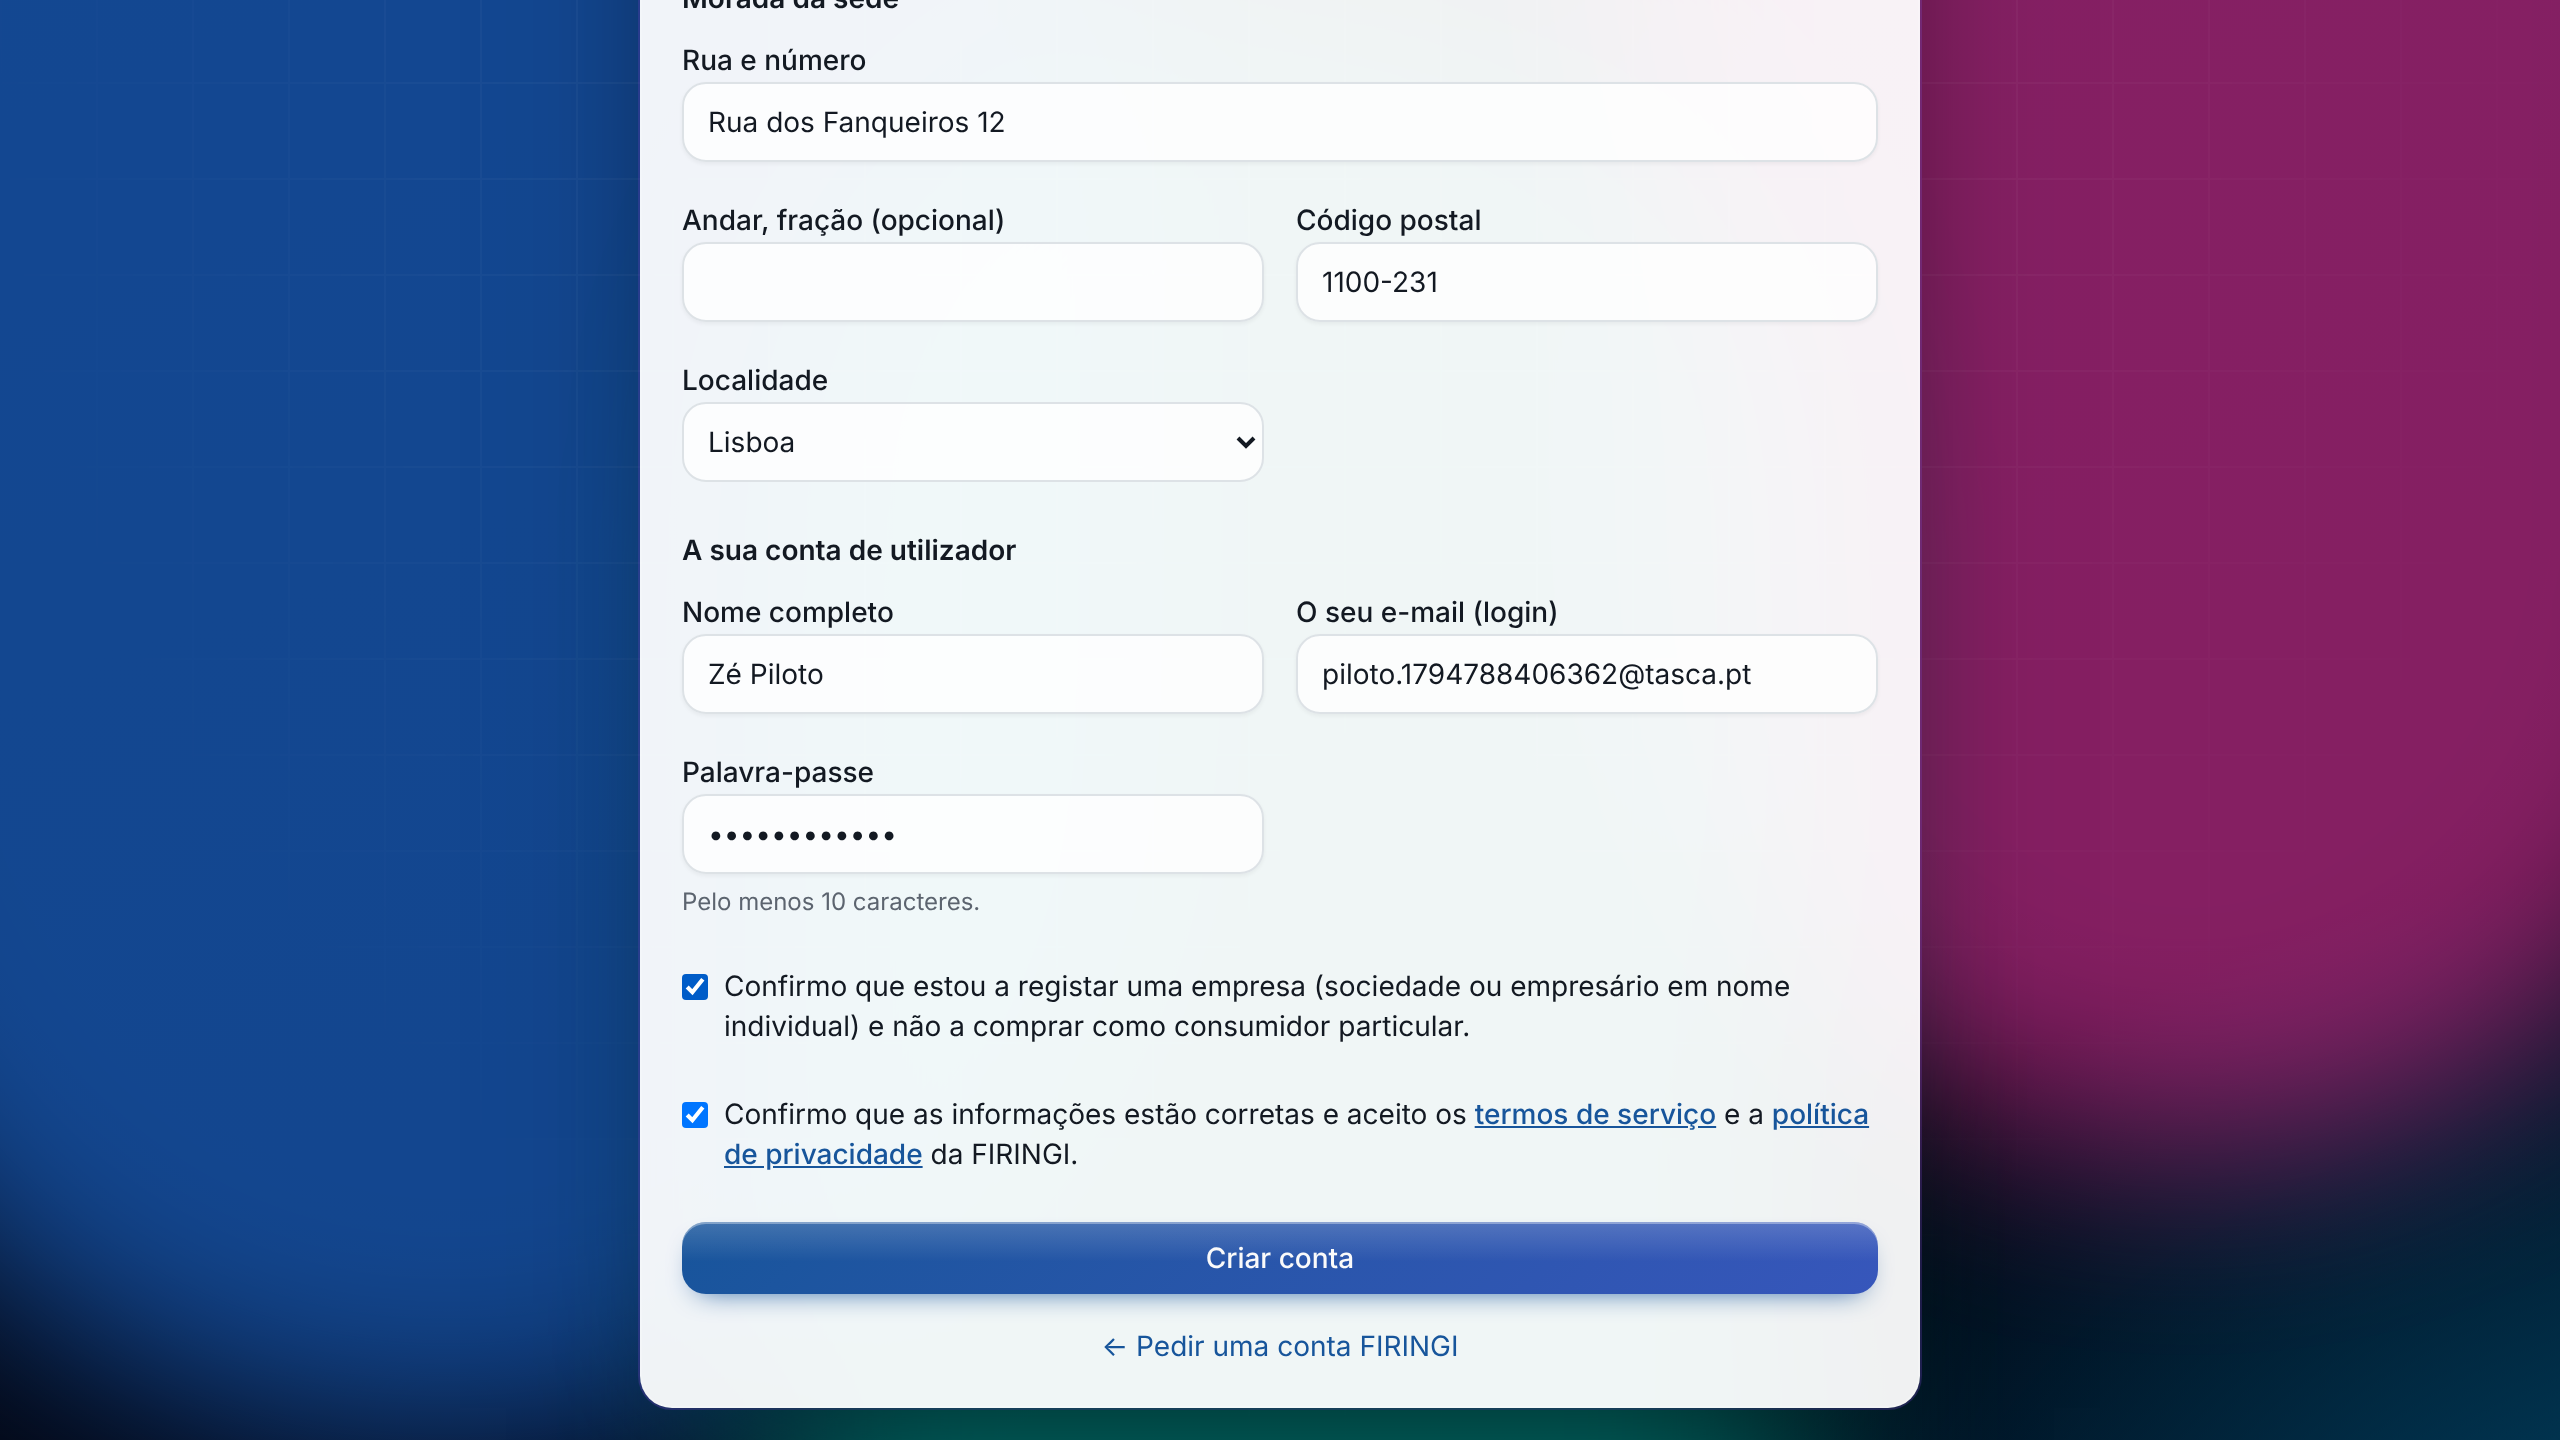 Morada da sede
Rua e número
Rua dos Fanqueiros 12
Andar, fração (opcional)
Código postal
1100-231
Localidade
Lisboa
A sua conta de utilizador
Nome completo
O seu e-mail (login)
Zé Piloto
piloto.1794788406362@tasca.pt
Palavra-passe
••••••••••••
Pelo menos 10 caracteres.
Confirmo que estou a registar uma empresa (sociedade ou empresário em nome
individual) e não a comprar como consumidor particular.
Confirmo que as informações estão corretas e aceito os termos de serviço e a política
de privacidade da FIRINGI.
Criar conta
← Pedir uma conta FIRINGI